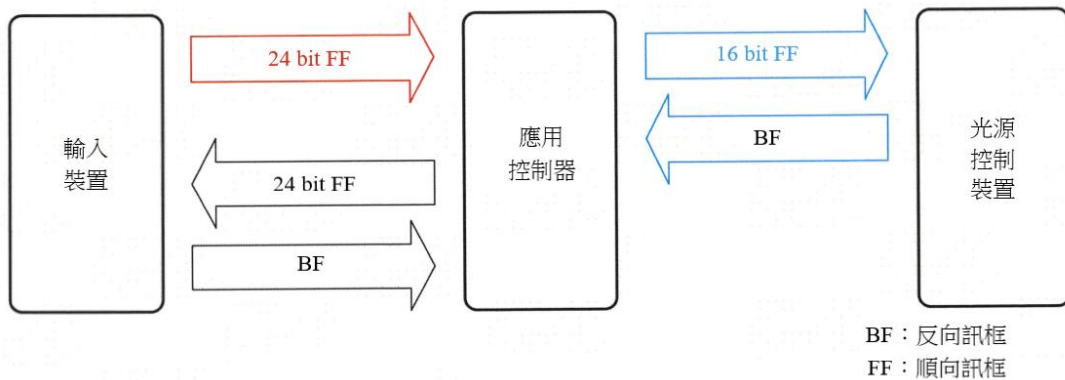 24 bit FF
16 bit FF
BF
輸入
裝置
應用
控制器
光源
控制
裝置
24 bit FF
BF
BF：反向訊框
FF：順向訊框